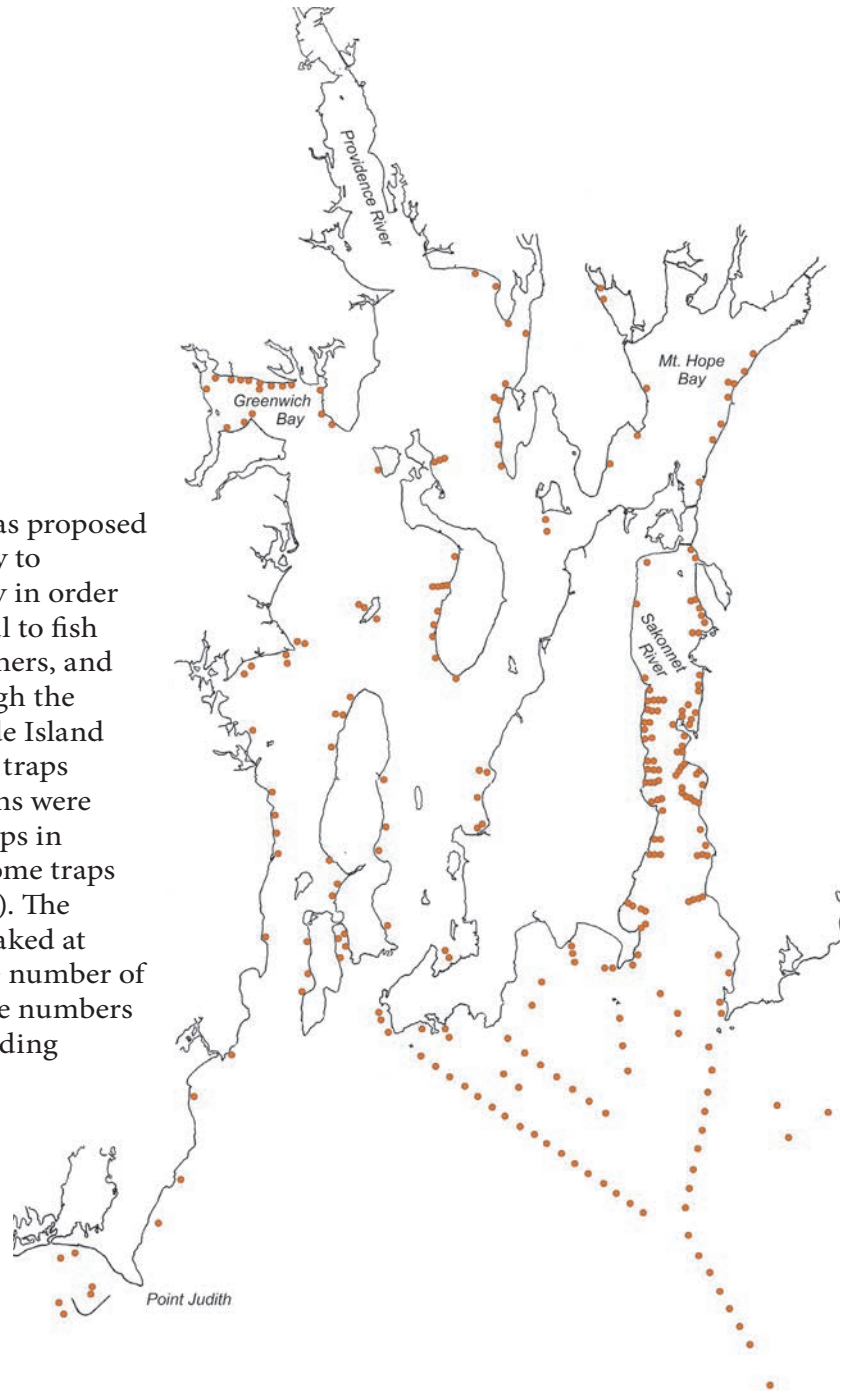 Providence River
Mt. Hope
Bay
Greenwich
Bay
as proposed
y to
y in order
l to fish
ners, and
gh the
de Island
traps
ns were
ps in
ome traps
). The
aked at
e number of
e numbers
ding
Sakonnet
River
Point Judith